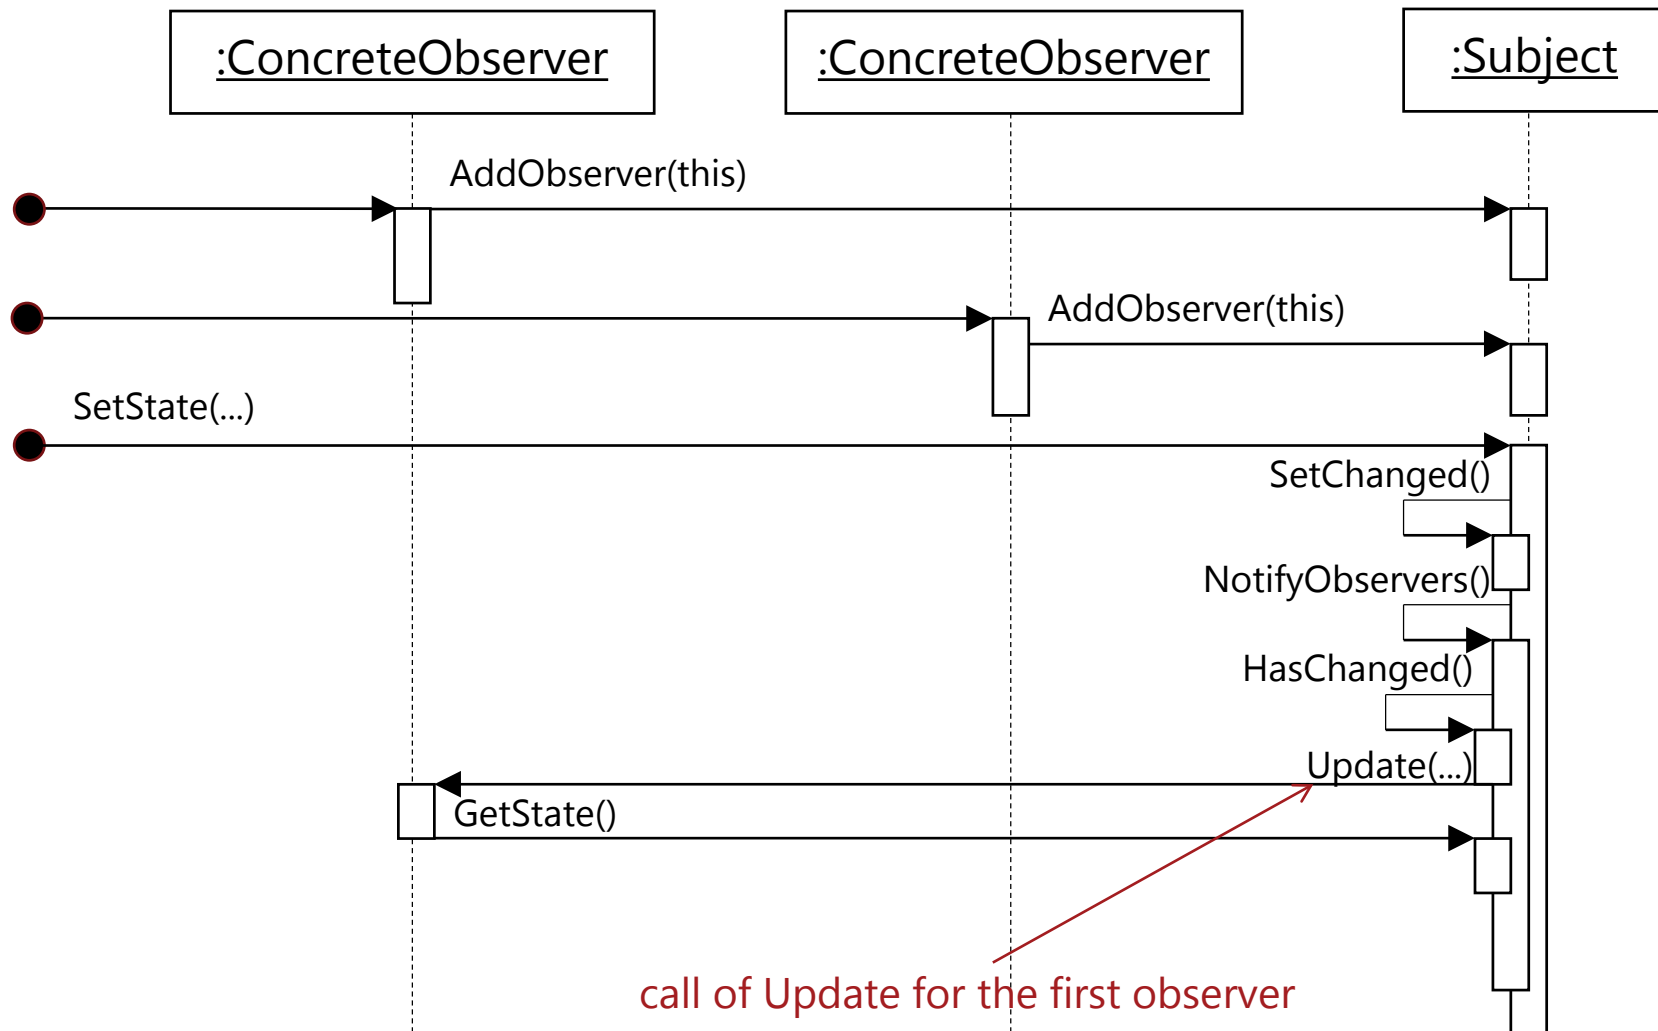 :ConcreteObserver
:ConcreteObserver
:Subject
AddObserver(this)
AddObserver(this)
SetState(...)
SetChanged()
NotifyObservers()
HasChanged()
Update(...)
GetState()
call of Update for the first observer